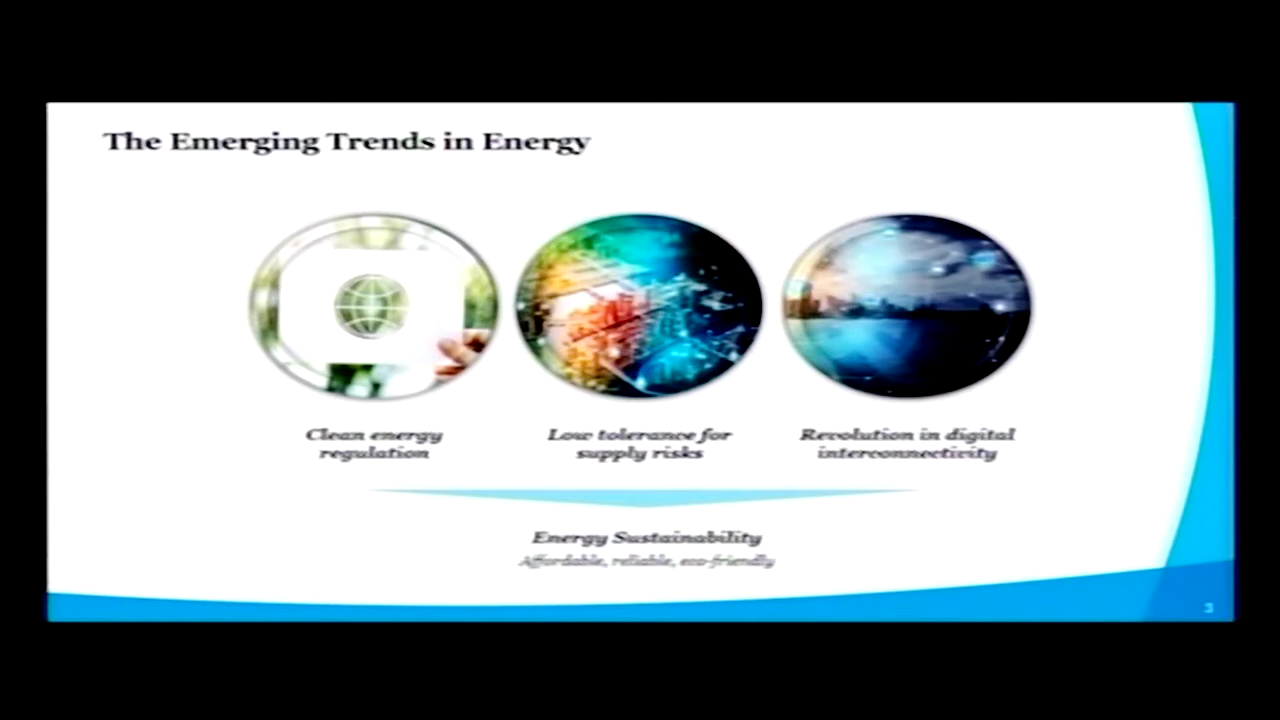 The Emerging Trends in Energy
Clean energy
regulation
Low tolerance for
supply risks
Revolution in digital
interconnectivity
Energy Sustainability
Affordable, reliable, eco-friendly
3